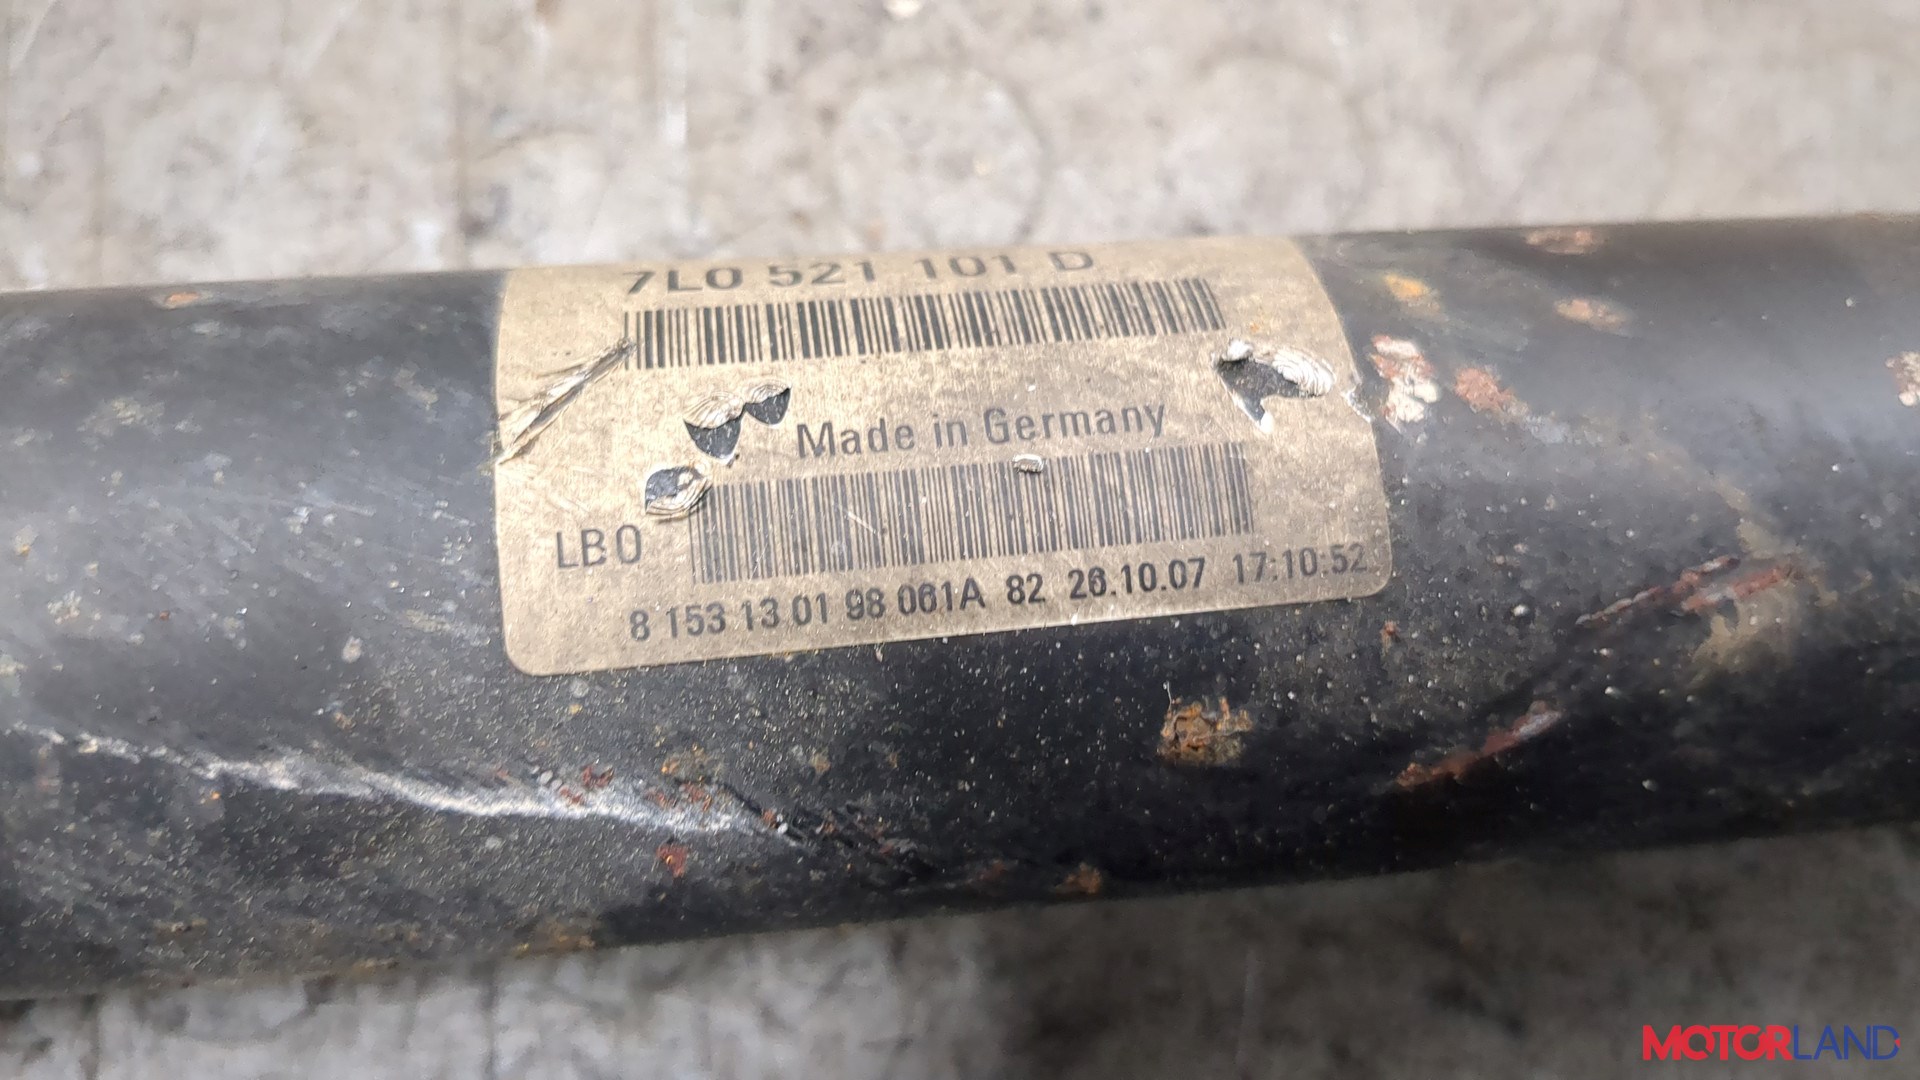 7L0 521 101 D
Made in Germany
LB0
8 153 13 01 98 061A 82 26.10.07 17:10:52
MOTORLAND